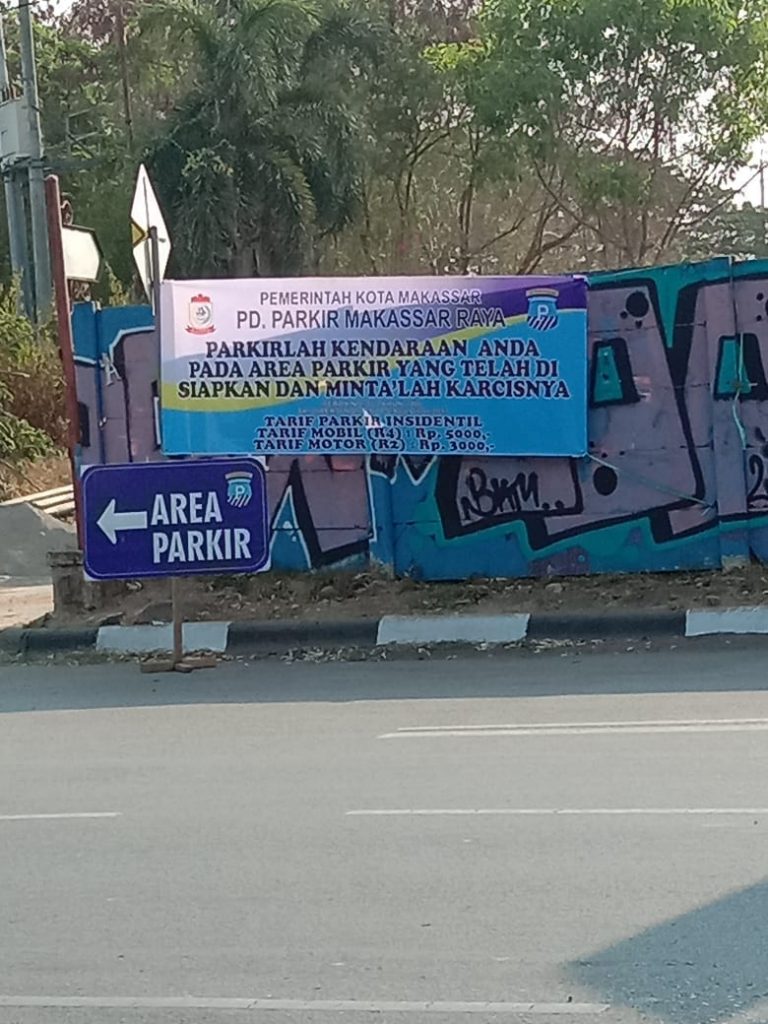 PEMERINTAH KOTA MAKASSAR
PD. PARKIR MAKASSAR RAYA
PARKIRLAH KENDARAAN ANDA
PADA AREA PARKIR YANG TELAH DI
SIAPKAN DAN MINTA'LAH KARCISNYA
TARIF PARKIR INSIDENTIL
TARIF MOBIL (R4) : Rp. 5000,-
TARIF MOTOR (R2) : Rp. 3000,-
P
AREA
PARKIR
P